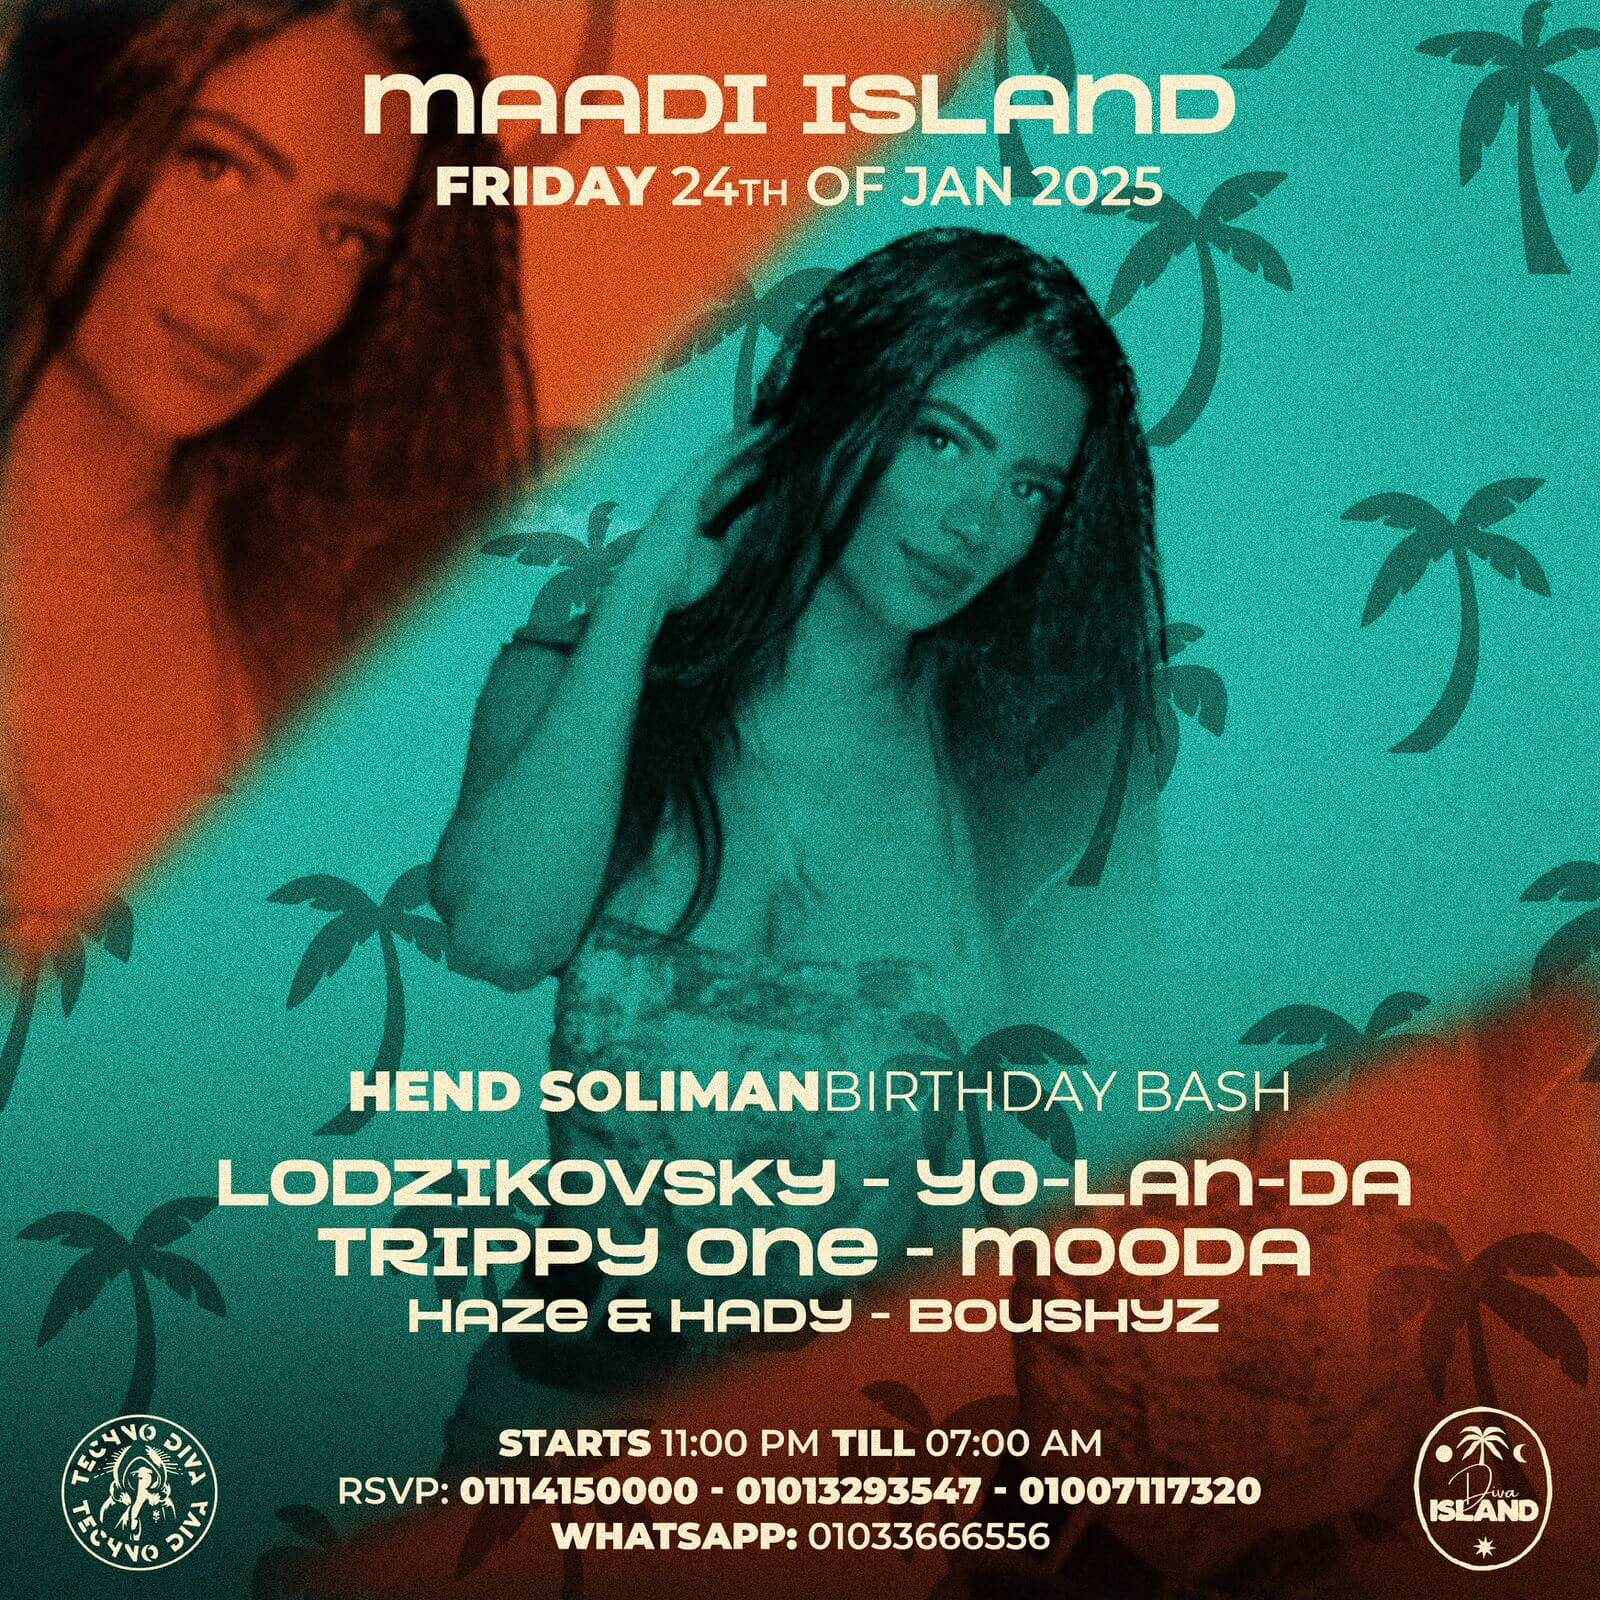 MAADI ISLAND
FRIDAY 24TH OF JAN 2025
HEND SOLIMAN BIRTHDAY BASH
LODZIKOVSKY - YO-LAN-DA
TRIPPY ONE - MOODA
HAZE & HADY - BOUSHYZ
STARTS 11:00 PM TILL 07:00 AM
RSVP: 01114150000 - 01013293547 - 01007117320
WHATSAPP: 01033666556
TECHNO DIVA
TECHNO DIVA
Diva
ISLAND